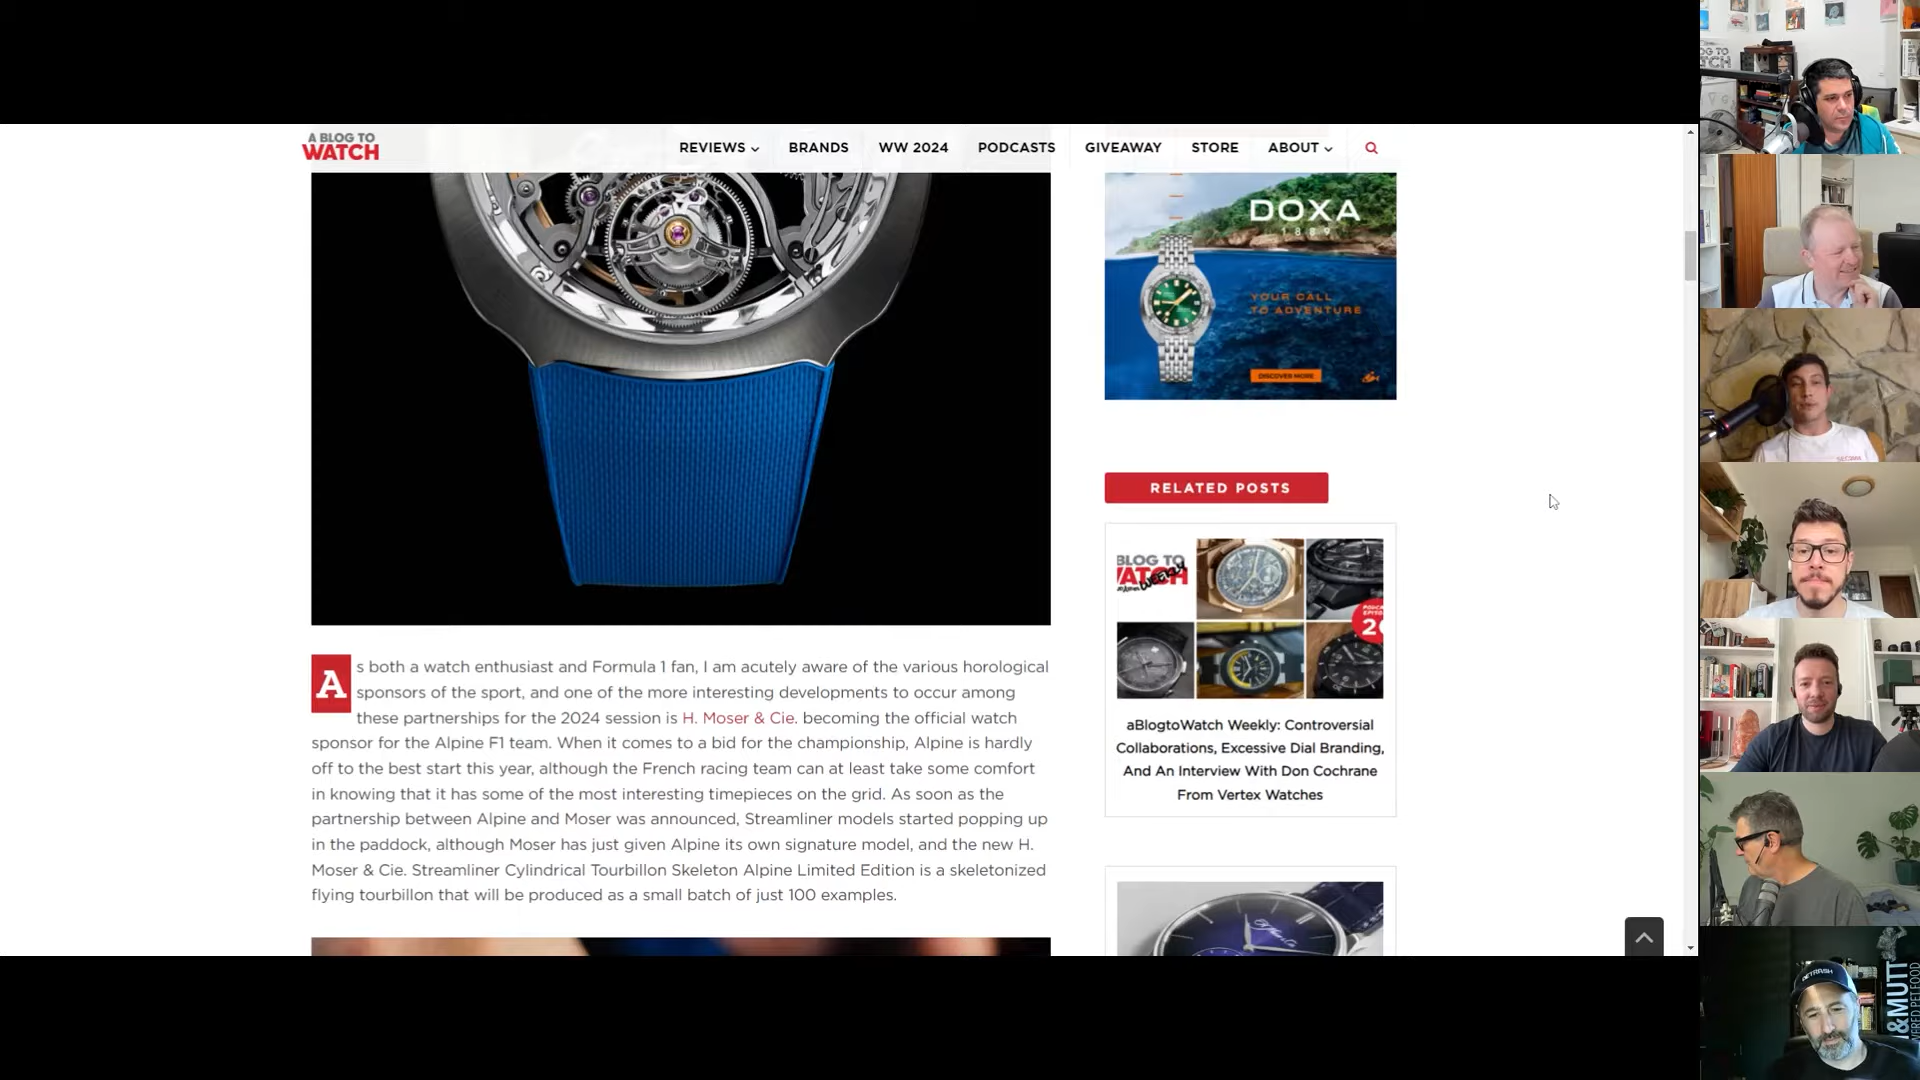 A BLOG TO
WATCH
REVIEWS
BRANDS
WW 2024
PODCASTS
GIVEAWAY
STORE
ABOUT
DOXA
1889
YOUR CALL
TO ADVENTURE
DISCOVER MORE
RELATED POSTS
BLOG TO
WATCH
WEEKLY
aBlogtoWatch Weekly: Controversial
Collaborations, Excessive Dial Branding,
And An Interview With Don Cochrane
From Vertex Watches
As both a watch enthusiast and Formula 1 fan, I am acutely aware of the various horological
sponsors of the sport, and one of the more interesting developments to occur among
these partnerships for the 2024 session is H. Moser & Cie. becoming the official watch
sponsor for the Alpine F1 team. When it comes to a bid for the championship, Alpine is hardly
off to the best start this year, although the French racing team can at least take some comfort
in knowing that it has some of the most interesting timepieces on the grid. As soon as the
partnership between Alpine and Moser was announced, Streamliner models started popping up
in the paddock, although Moser has just given Alpine its own signature model, and the new H.
Moser & Cie. Streamliner Cylindrical Tourbillon Skeleton Alpine Limited Edition is a skeletonized
flying tourbillon that will be produced as a small batch of just 100 examples.
&MUTT